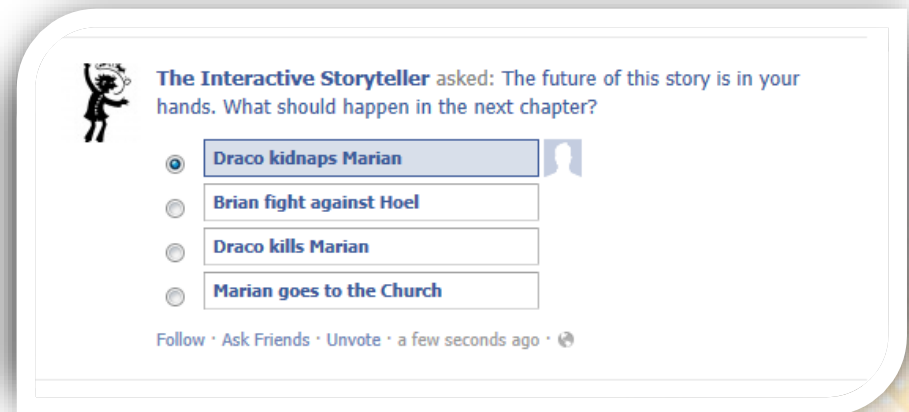 The Interactive Storyteller asked: The future of this story is in your
hands. What should happen in the next chapter?
Draco kidnaps Marian
Brian fight against Hoel
Draco kills Marian
Marian goes to the Church
Follow · Ask Friends · Unvote · a few seconds ago ·